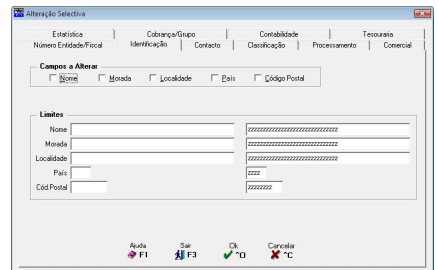 Alteração Selectiva
Estatística Cobrança/Grupo Contabilidade Tesouraria
Número Entidade/Fiscal Identificação Contacto Classificação Processamento Comercial
Campos a Alterar
Nome Morada Localidade País Código Postal
Limites
Nome zzzzzzzzzzzzzzzzzzzzzzzzzzzzzz
Morada zzzzzzzzzzzzzzzzzzzzzzzzzzzzzz
Localidade zzzzzzzzzzzzzzzzzzzzzzzzzzzzzz
País zzzz
Cód.Postal zzzzzzzz
Ajuda Sair Ok Cancelar
F1 F3 ^O ^C